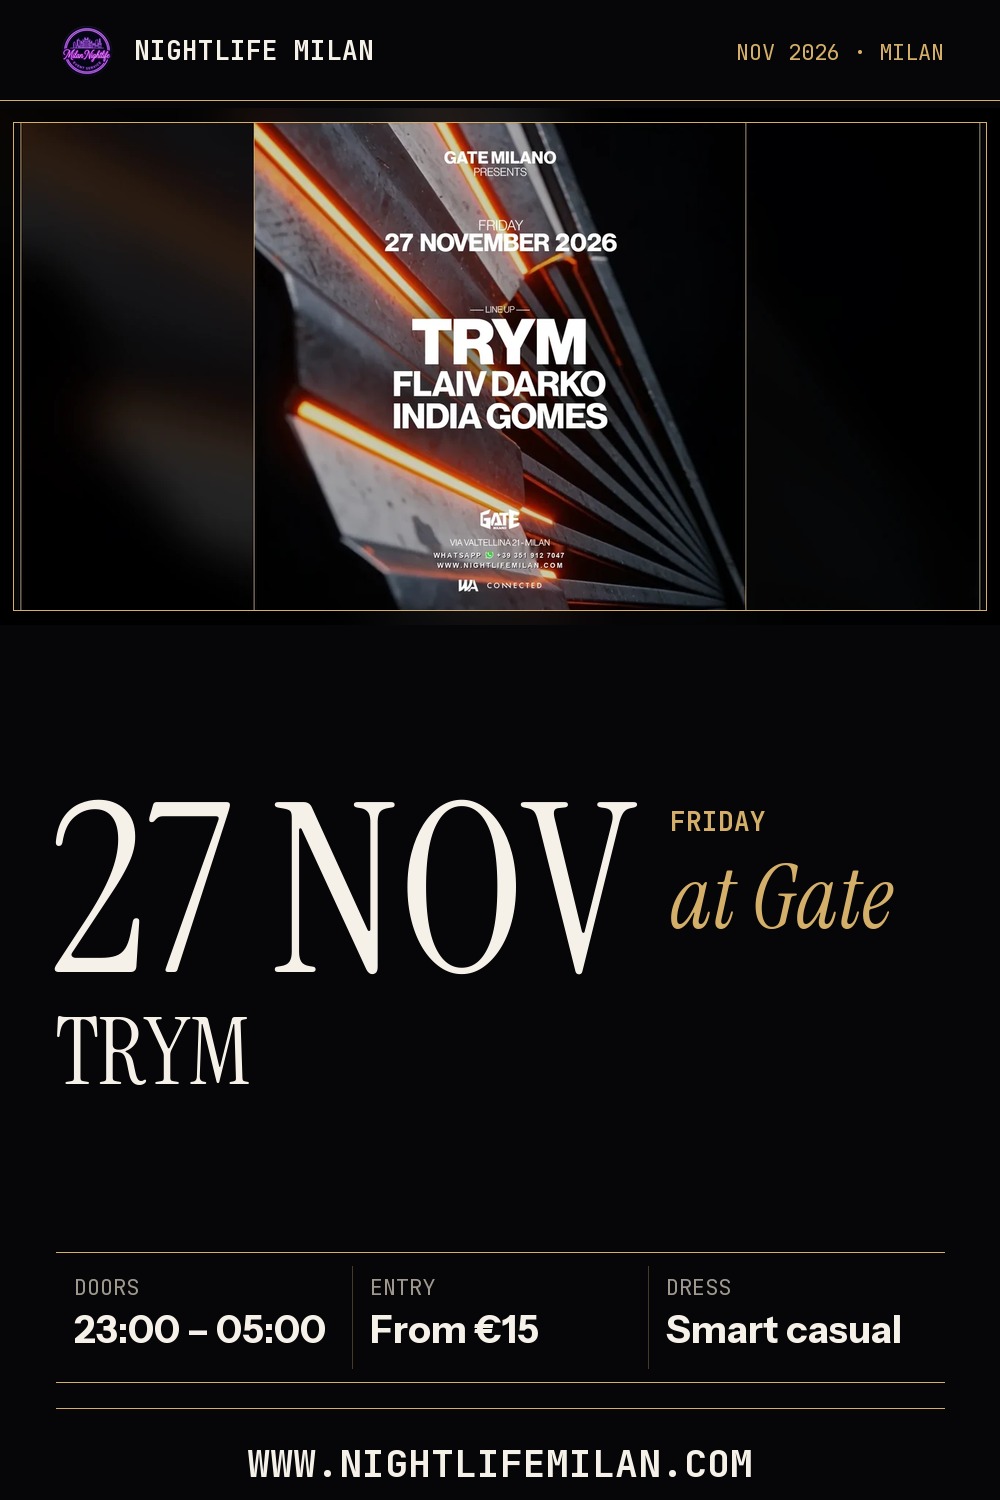 Milan Nightlife
NIGHTLIFE MILAN
NOV 2026 · MILAN
GATE MILANO
PRESENTS
FRIDAY
27 NOVEMBER 2026
LINE UP
TRYM
FLAIV DARKO
INDIA GOMES
GATE
VIA VALTELLINA 21 - MILAN
WHATSAPP +39 351 912 7047
WWW.NIGHTLIFEMILAN.COM
CONNECTED
27 NOV
FRIDAY
at Gate
TRYM
DOORS
23:00 – 05:00
ENTRY
From €15
DRESS
Smart casual
WWW.NIGHTLIFEMILAN.COM